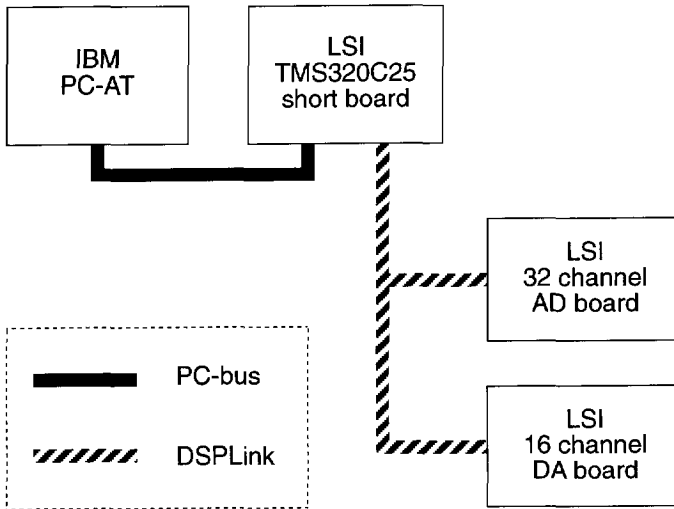 IBM
PC-AT
LSI
TMS320C25
short board
LSI
32 channel
AD board
PC-bus
DSPLink
LSI
16 channel
DA board